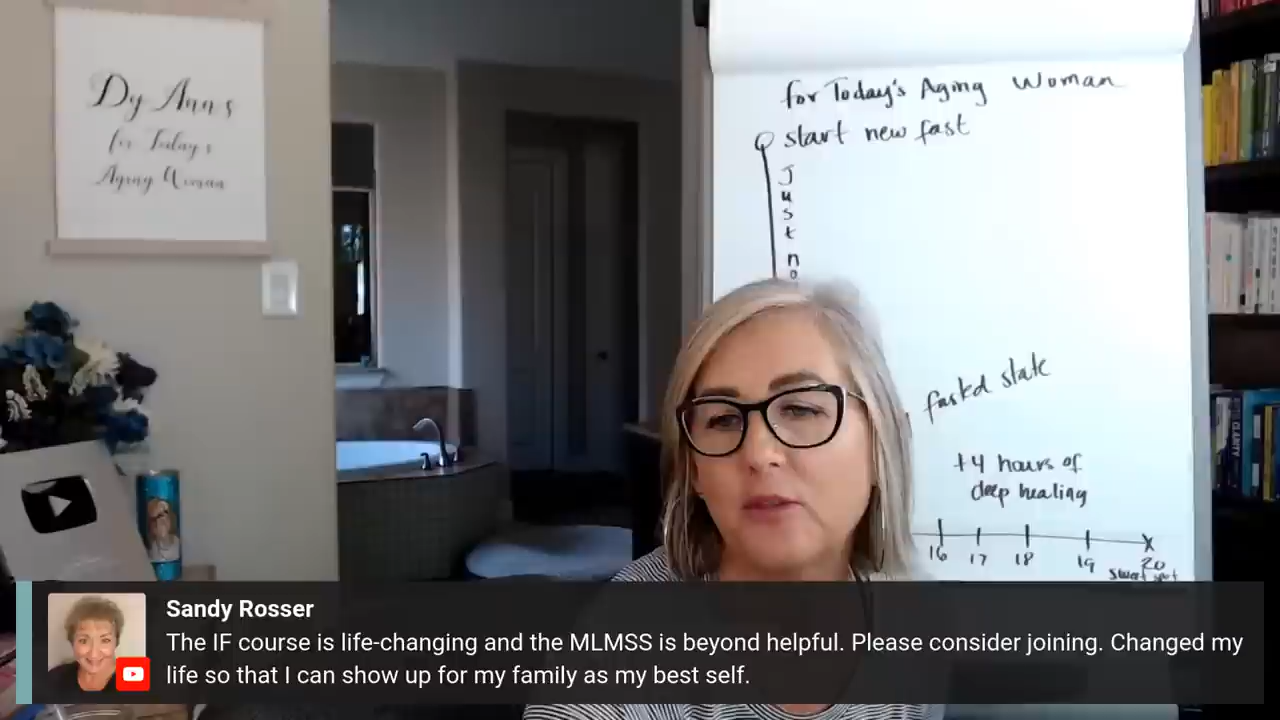 Dy Ann's
for Today's
Aging Woman
for Today's Aging Woman
start new fast
J
u
s
t
n
o
fasted state
+4 hours of
deep healing
16 17 18 19 20
sweet spot
CLARITY
Sandy Rosser
The IF course is life-changing and the MLMSS is beyond helpful. Please consider joining. Changed my
life so that I can show up for my family as my best self.